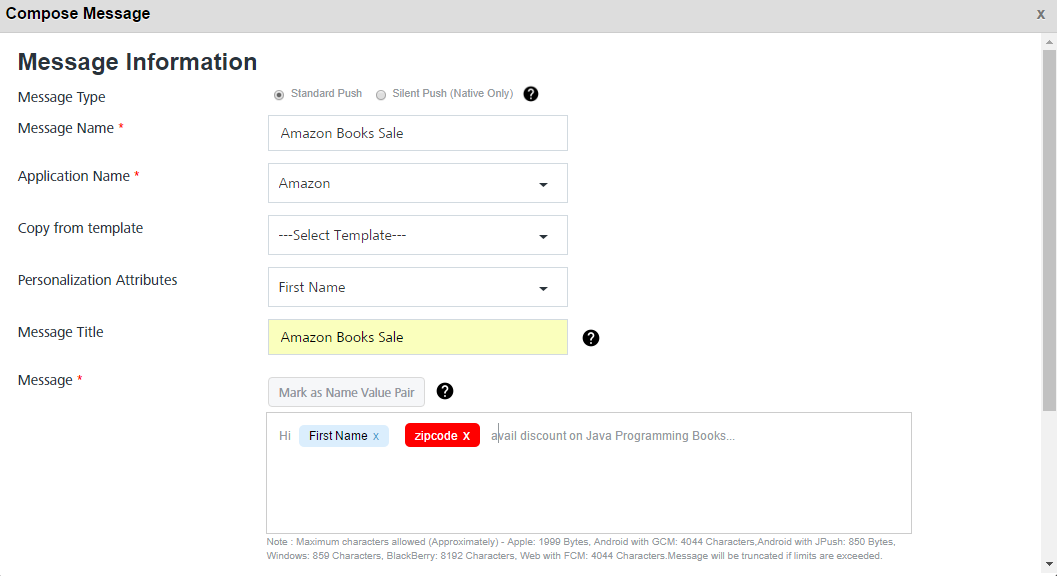 Compose Message x
Message Information
Message Type Standard Push Silent Push (Native Only) ?
Message Name * Amazon Books Sale
Application Name * Amazon
Copy from template ---Select Template---
Personalization Attributes First Name
Message Title Amazon Books Sale ?
Message * Mark as Name Value Pair ?
Hi First Name x zipcode x avail discount on Java Programming Books...
Note : Maximum characters allowed (Approximately) - Apple: 1999 Bytes, Android with GCM: 4044 Characters,Android with JPush: 850 Bytes,
Windows: 859 Characters, BlackBerry: 8192 Characters, Web with FCM: 4044 Characters.Message will be truncated if limits are exceeded.